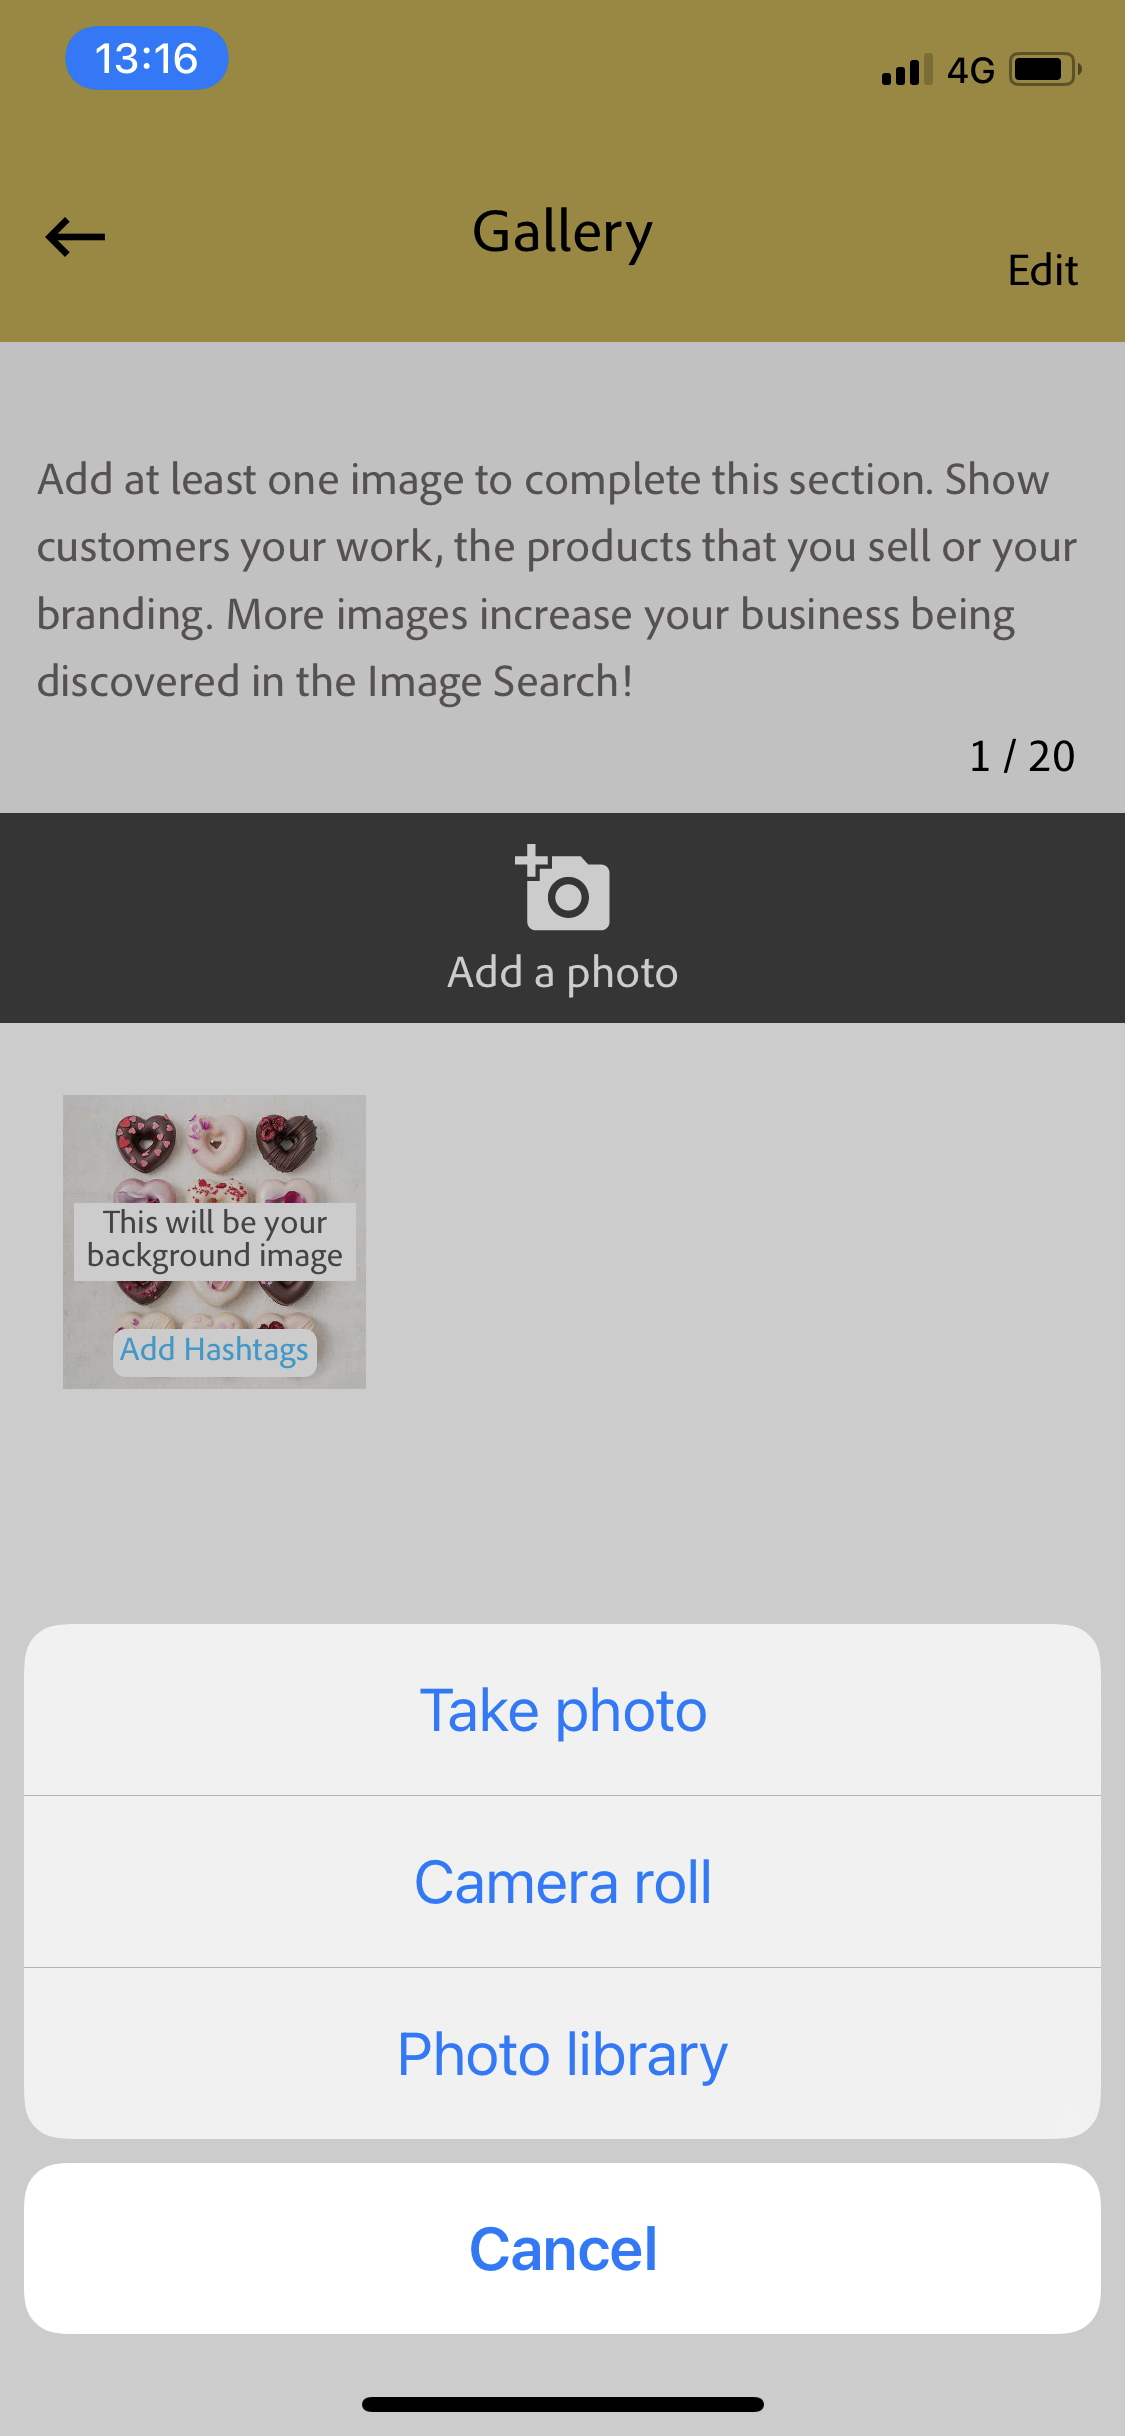 13:16
4G
Gallery
Edit
Add at least one image to complete this section. Show
customers your work, the products that you sell or your
branding. More images increase your business being
discovered in the Image Search!
1 / 20
Add a photo
This will be your
background image
Add Hashtags
Take photo
Camera roll
Photo library
Cancel